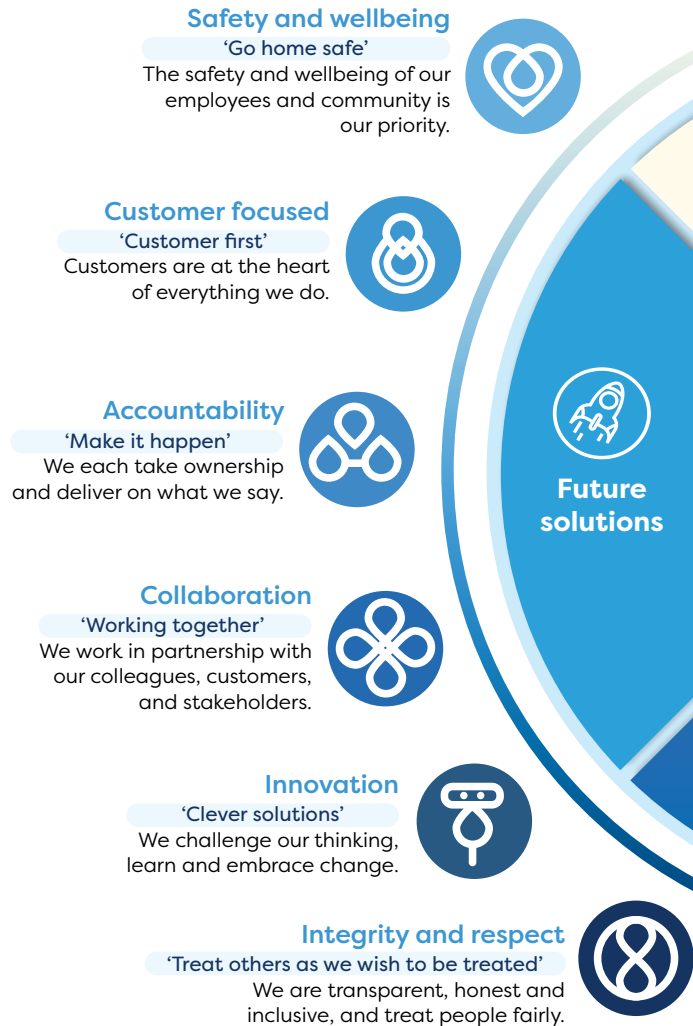 Safety and wellbeing
‘Go home safe’
The safety and wellbeing of our
employees and community is
our priority.
Customer focused
‘Customer first’
Customers are at the heart
of everything we do.
Accountability
‘Make it happen’
We each take ownership
and deliver on what we say.
Future
solutions
Collaboration
‘Working together’
We work in partnership with
our colleagues, customers,
and stakeholders.
Innovation
‘Clever solutions’
We challenge our thinking,
learn and embrace change.
Integrity and respect
‘Treat others as we wish to be treated’
We are transparent, honest and
inclusive, and treat people fairly.